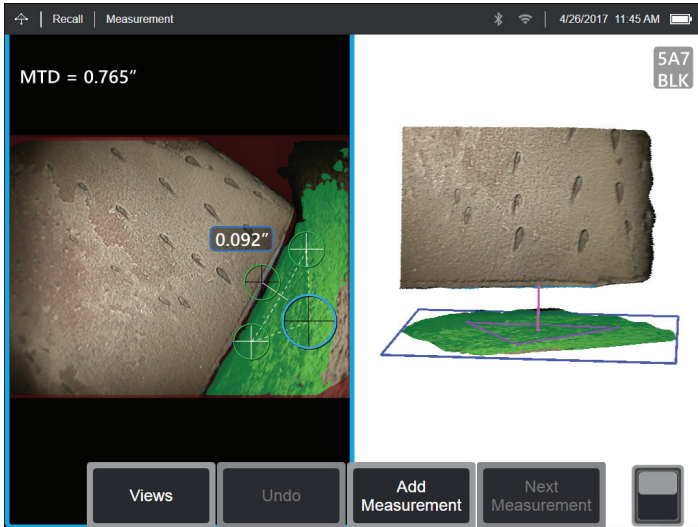 Recall Measurement 4/26/2017 11:45 AM
MTD = 0.765"
5A7
BLK
0.092"
Views
Undo
Add
Measurement
Next
Measurement